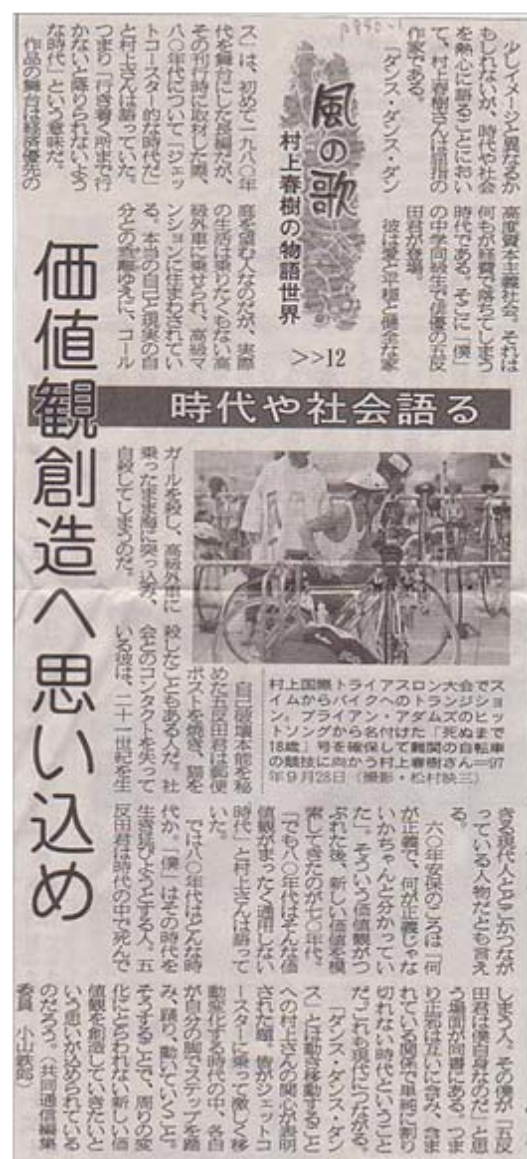 p890-1
風の歌
村上春樹の物語世界
>>12
時代や社会語る
価値観創造へ思い込め
少しイメージと異なるか
もしれないが、時代や社会
を熱心に語ることにおい
て、村上春樹さんは屈指の
作家である。
「ダンス・ダンス・ダン
ス」は、初めて一九八〇年
代を舞台にした長編だが、
その刊行時に取材した際、
八〇年代について「ジェッ
トコースター的な時代だ」
と村上さんは語っていた。
つまり「行き着く所まで行
かないと降りられないよう
な時代」という意味だ。
作品の舞台は経済優先の
高度資本主義社会。それは
何もが経費で落ちてしまう
時代である。そこに「僕」
の中学同級生で俳優の五反
田君が登場。
彼は愛と平穏と健全な家
庭を望む人なのだが、実際
の生活は乗りたくもない高
級外車に乗せられ、高級マ
ンションに住まわされてい
る。本当の自己と現実の自
分との乖離ゆえに、コール
ガールを殺し、高級外車に
乗ったまま海に突っ込み、
自殺してしまうのだ。
自己破壊本能を秘
めた五反田君は郵便
ポストを焼き、猫を
殺したこともある人だ。社
会とのコンタクトを失って
いる彼は、二十一世紀を生
きる現代人とどこかつなが
っている人物だとも言え
る。
六〇年安保のころは「何
が正義で、何が正義じゃな
いかちゃんと分かってい
た」。そういう価値観がつ
ぶれた後、新しい価値を模
索してきたのが七〇年代。
「でも八〇年代はそんな価
値観がまったく通用しない
時代」と村上さんは語って
いた。
では八〇年代はどんな時
代か。「僕」はその時代を
生き延びようとする人。五
反田君は時代の中で死んで
しまう人。その僕が「五反
田君は僕自身なのだ」と思
う場面が同書にある。つま
り正邪は互いに含み、含ま
れている関係で単純に割り
切れない時代ということ
だ。これも現代につながる。
「ダンス・ダンス・ダン
ス」とは動き移動すること
への村上さんの関心が表明
された題。皆がジェットコ
ースターに乗って激しく移
動変化する時代の中、各自
が自分の脚でステップを踏
み、踊り、動いていくこと。
そうすることで、周りの変
化にとらわれない新しい価
値観を創造していきたいと
いう思いが込められている
のだろう。（共同通信編集
委員　小山鉄郎）
村上国際トライアスロン大会でス
イムからバイクへのトランジショ
ン。ブライアン・アダムズのヒッ
トソングから名付けた「死ぬまで
18歳」号を確保して難関の自転車
の競技に向かう村上春樹さん＝97
年9月28日（撮影・松村映三）